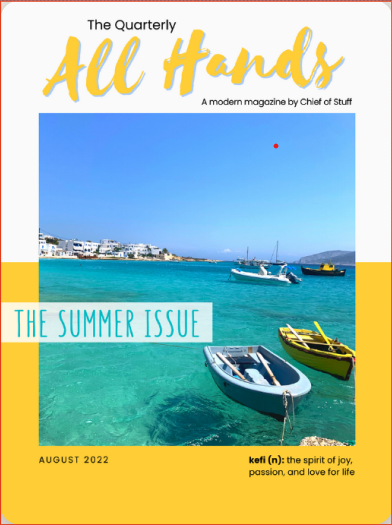 The Quarterly
All Hands
A modern magazine by Chief of Stuff
THE SUMMER ISSUE
AUGUST 2022
kefi (n): the spirit of joy,
passion, and love for life